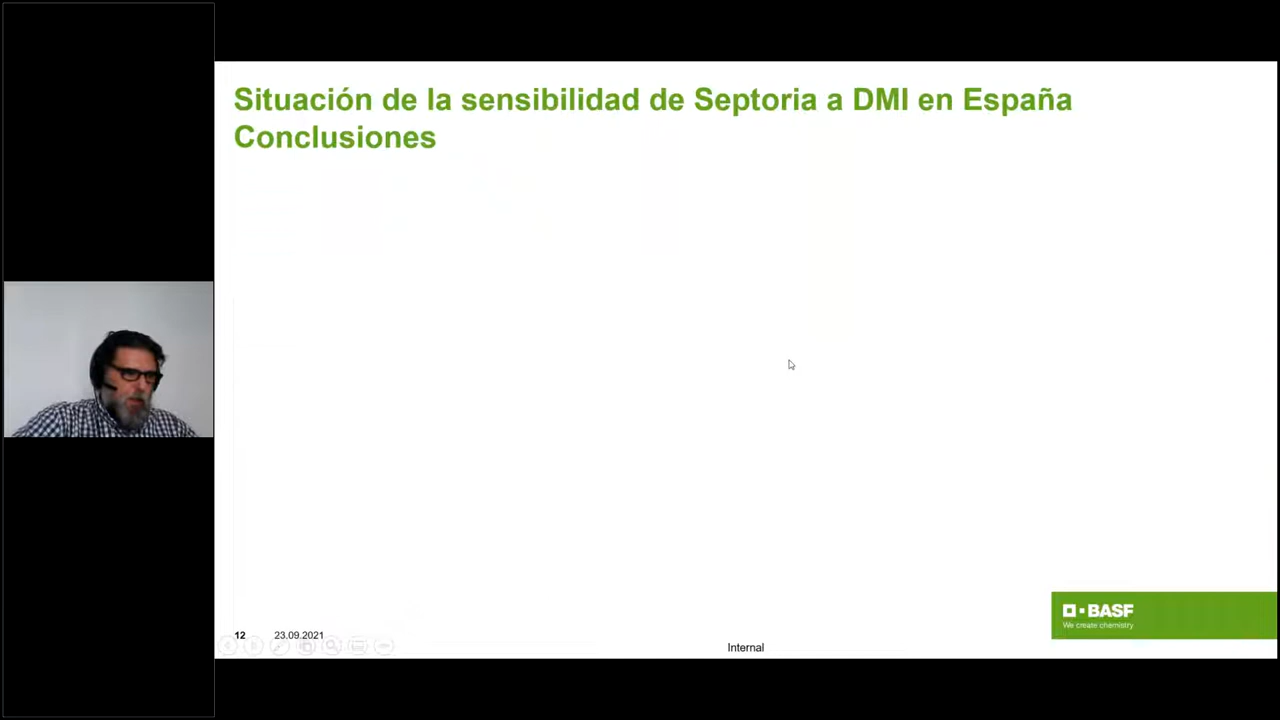 Situación de la sensibilidad de Septoria a DMI en España
Conclusiones
12 23.09.2021
Internal
BASF
We create chemistry